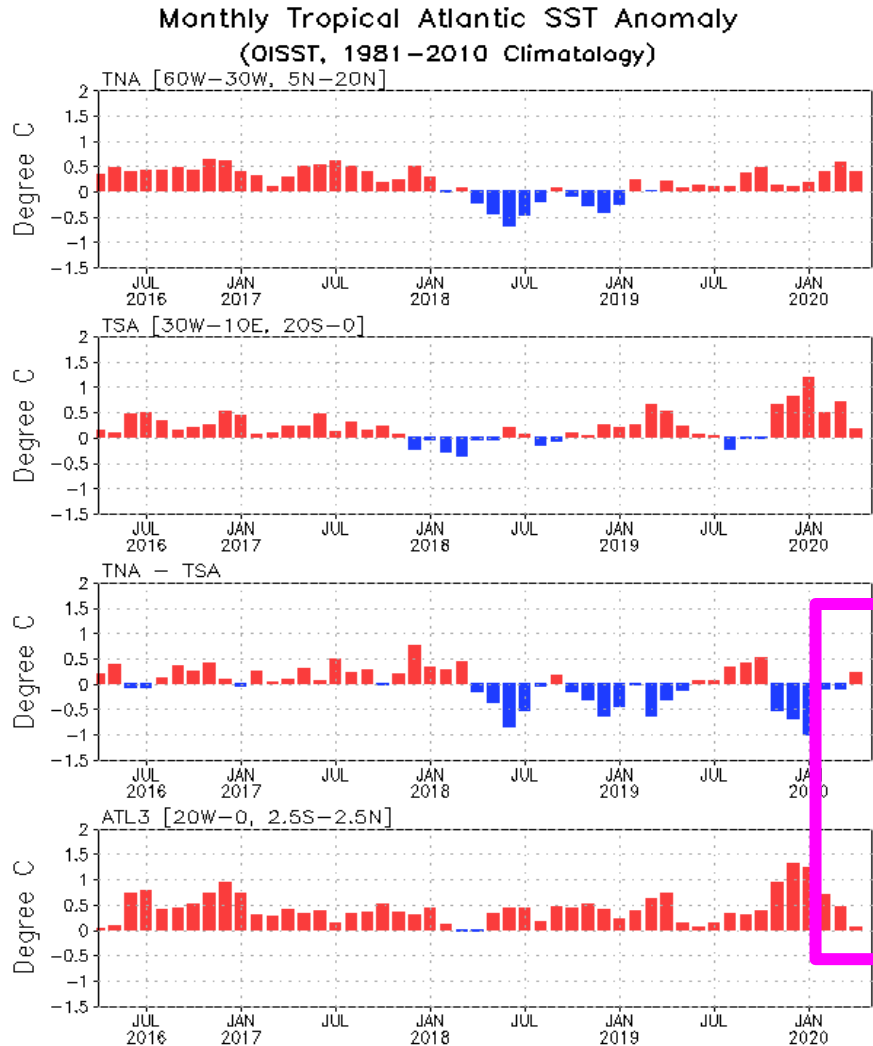 Monthly Tropical Atlantic SST Anomaly
(OISST, 1981–2010 Climatology)
TNA [60W–30W, 5N–20N]
Degree C
2
1.5
1
0.5
0
−0.5
−1
−1.5
JUL JAN JUL JAN JUL JAN JUL JAN
2016 2017 2018 2019 2020
TSA [30W–10E, 20S–0]
Degree C
2
1.5
1
0.5
0
−0.5
−1
−1.5
JUL JAN JUL JAN JUL JAN JUL JAN
2016 2017 2018 2019 2020
TNA – TSA
Degree C
2
1.5
1
0.5
0
−0.5
−1
−1.5
JUL JAN JUL JAN JUL JAN JUL JAN
2016 2017 2018 2019 2020
ATL3 [20W–0, 2.5S–2.5N]
Degree C
2
1.5
1
0.5
0
−0.5
−1
−1.5
JUL JAN JUL JAN JUL JAN JUL JAN
2016 2017 2018 2019 2020